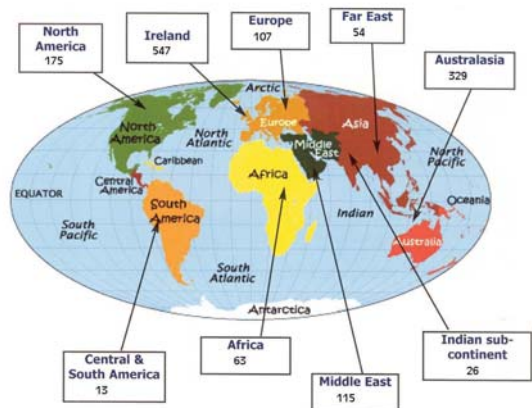 North
America
175
Ireland
547
Europe
107
Far East
54
Australasia
329
Arctic
North
America
North
Atlantic
Europe
Asia
Middle
East
North
Pacific
Caribbean
Central
America
EQUATOR
Africa
South
America
Indian
Oceania
South
Pacific
South
Atlantic
Australia
Antarctica
Central &
South America
13
Africa
63
Middle East
115
Indian sub-
continent
26